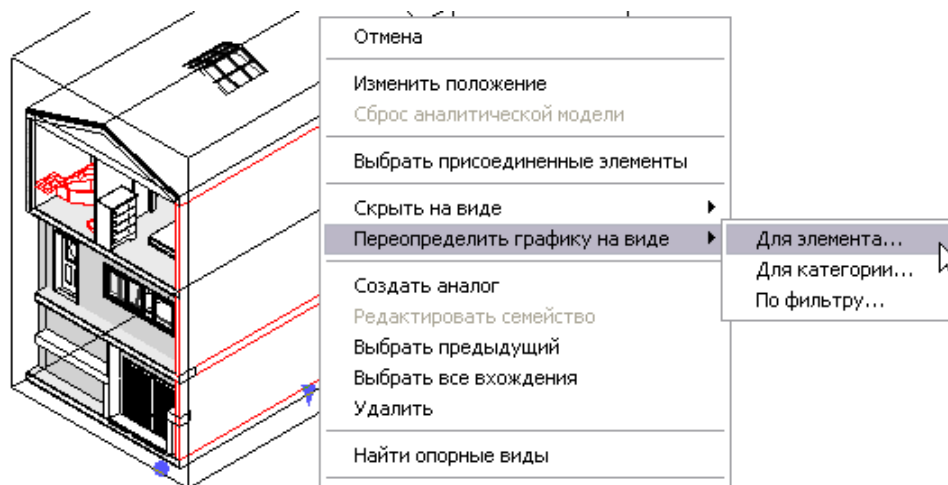 Отмена
Изменить положение
Сброс аналитической модели
Выбрать присоединенные элементы
Скрыть на виде
Переопределить графику на виде
Для элемента...
Для категории...
По фильтру...
Создать аналог
Редактировать семейство
Выбрать предыдущий
Выбрать все вхождения
Удалить
Найти опорные виды